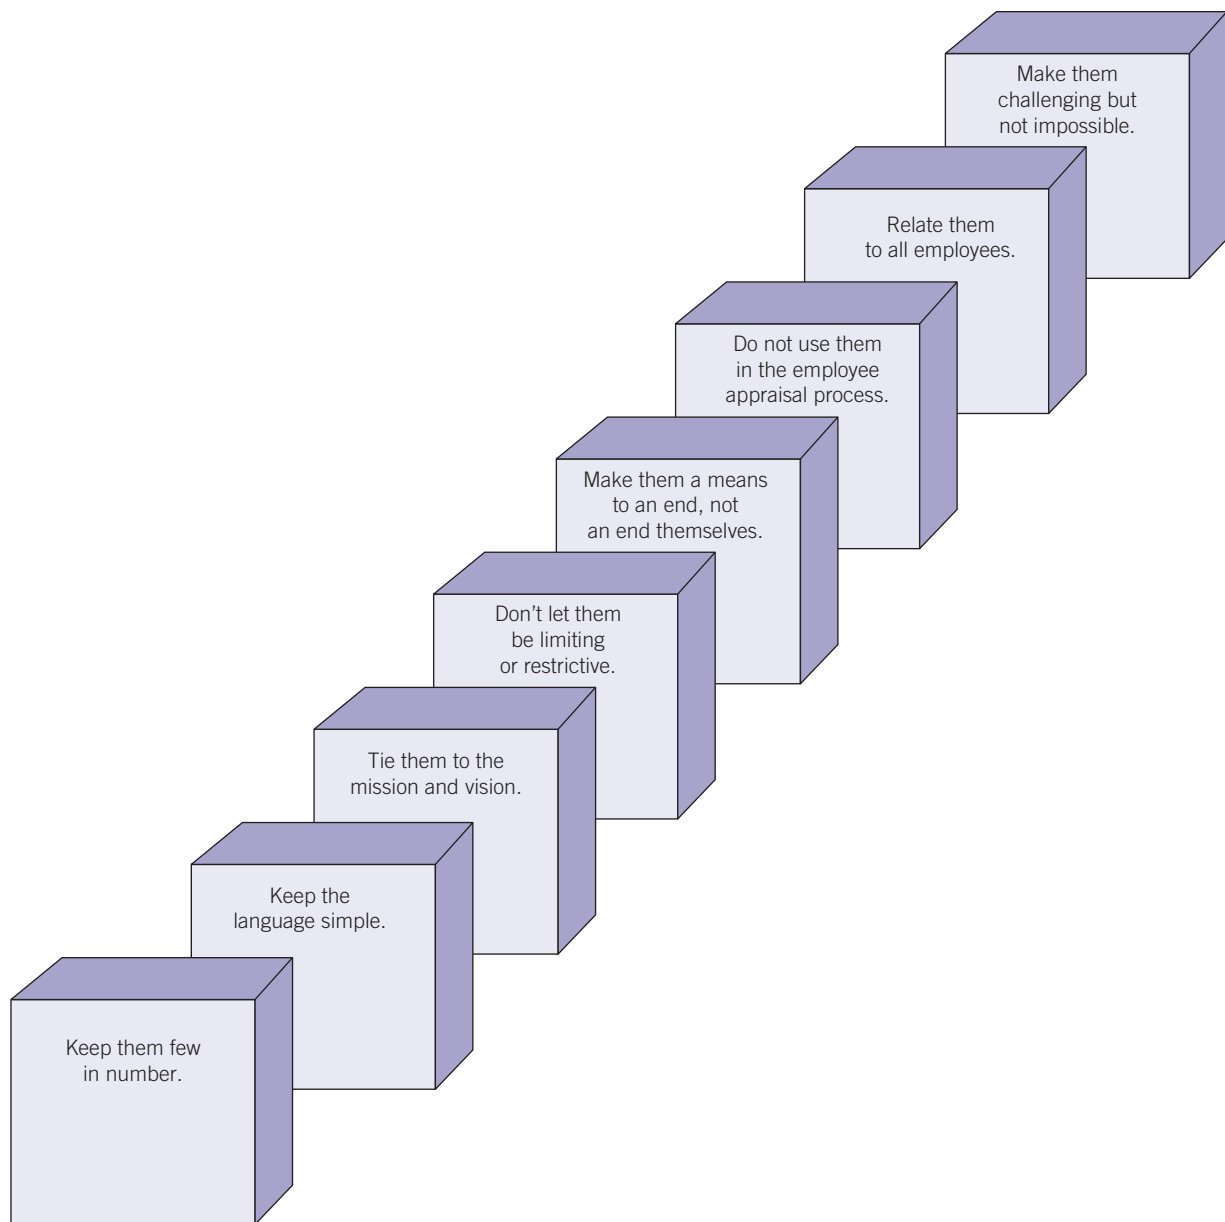 Make them
challenging but
not impossible.
Relate them
to all employees.
Do not use them
in the employee
appraisal process.
Make them a means
to an end, not
an end themselves.
Don’t let them
be limiting
or restrictive.
Tie them to the
mission and vision.
Keep the
language simple.
Keep them few
in number.